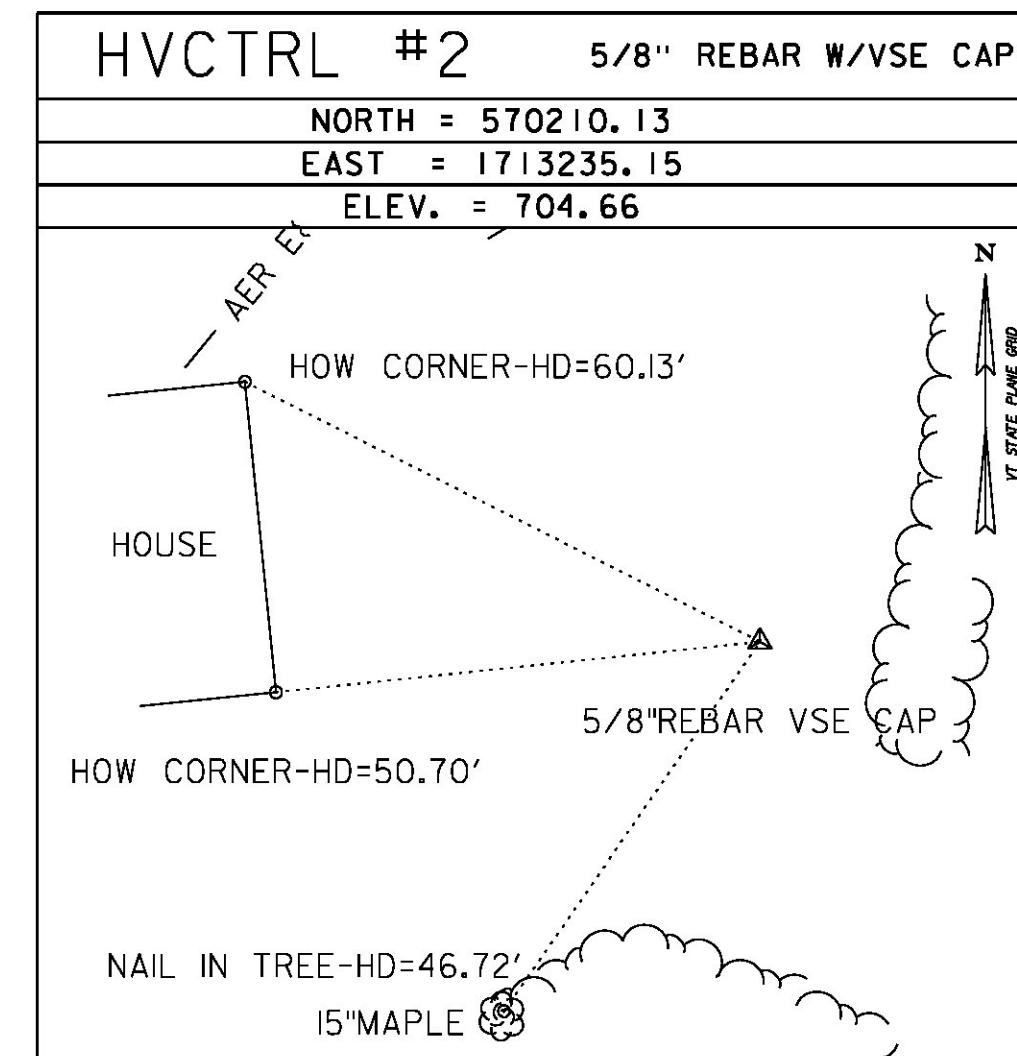 HVCTRL #2 5/8" REBAR W/VSE CAP
NORTH = 570210.13
EAST = 1713235.15
ELEV. = 704.66
AER
N
VT STATE PLANE GRID
HOW CORNER-HD=60.13'
HOUSE
5/8"REBAR VSE CAP
HOW CORNER-HD=50.70'
NAIL IN TREE-HD=46.72'
15"MAPLE